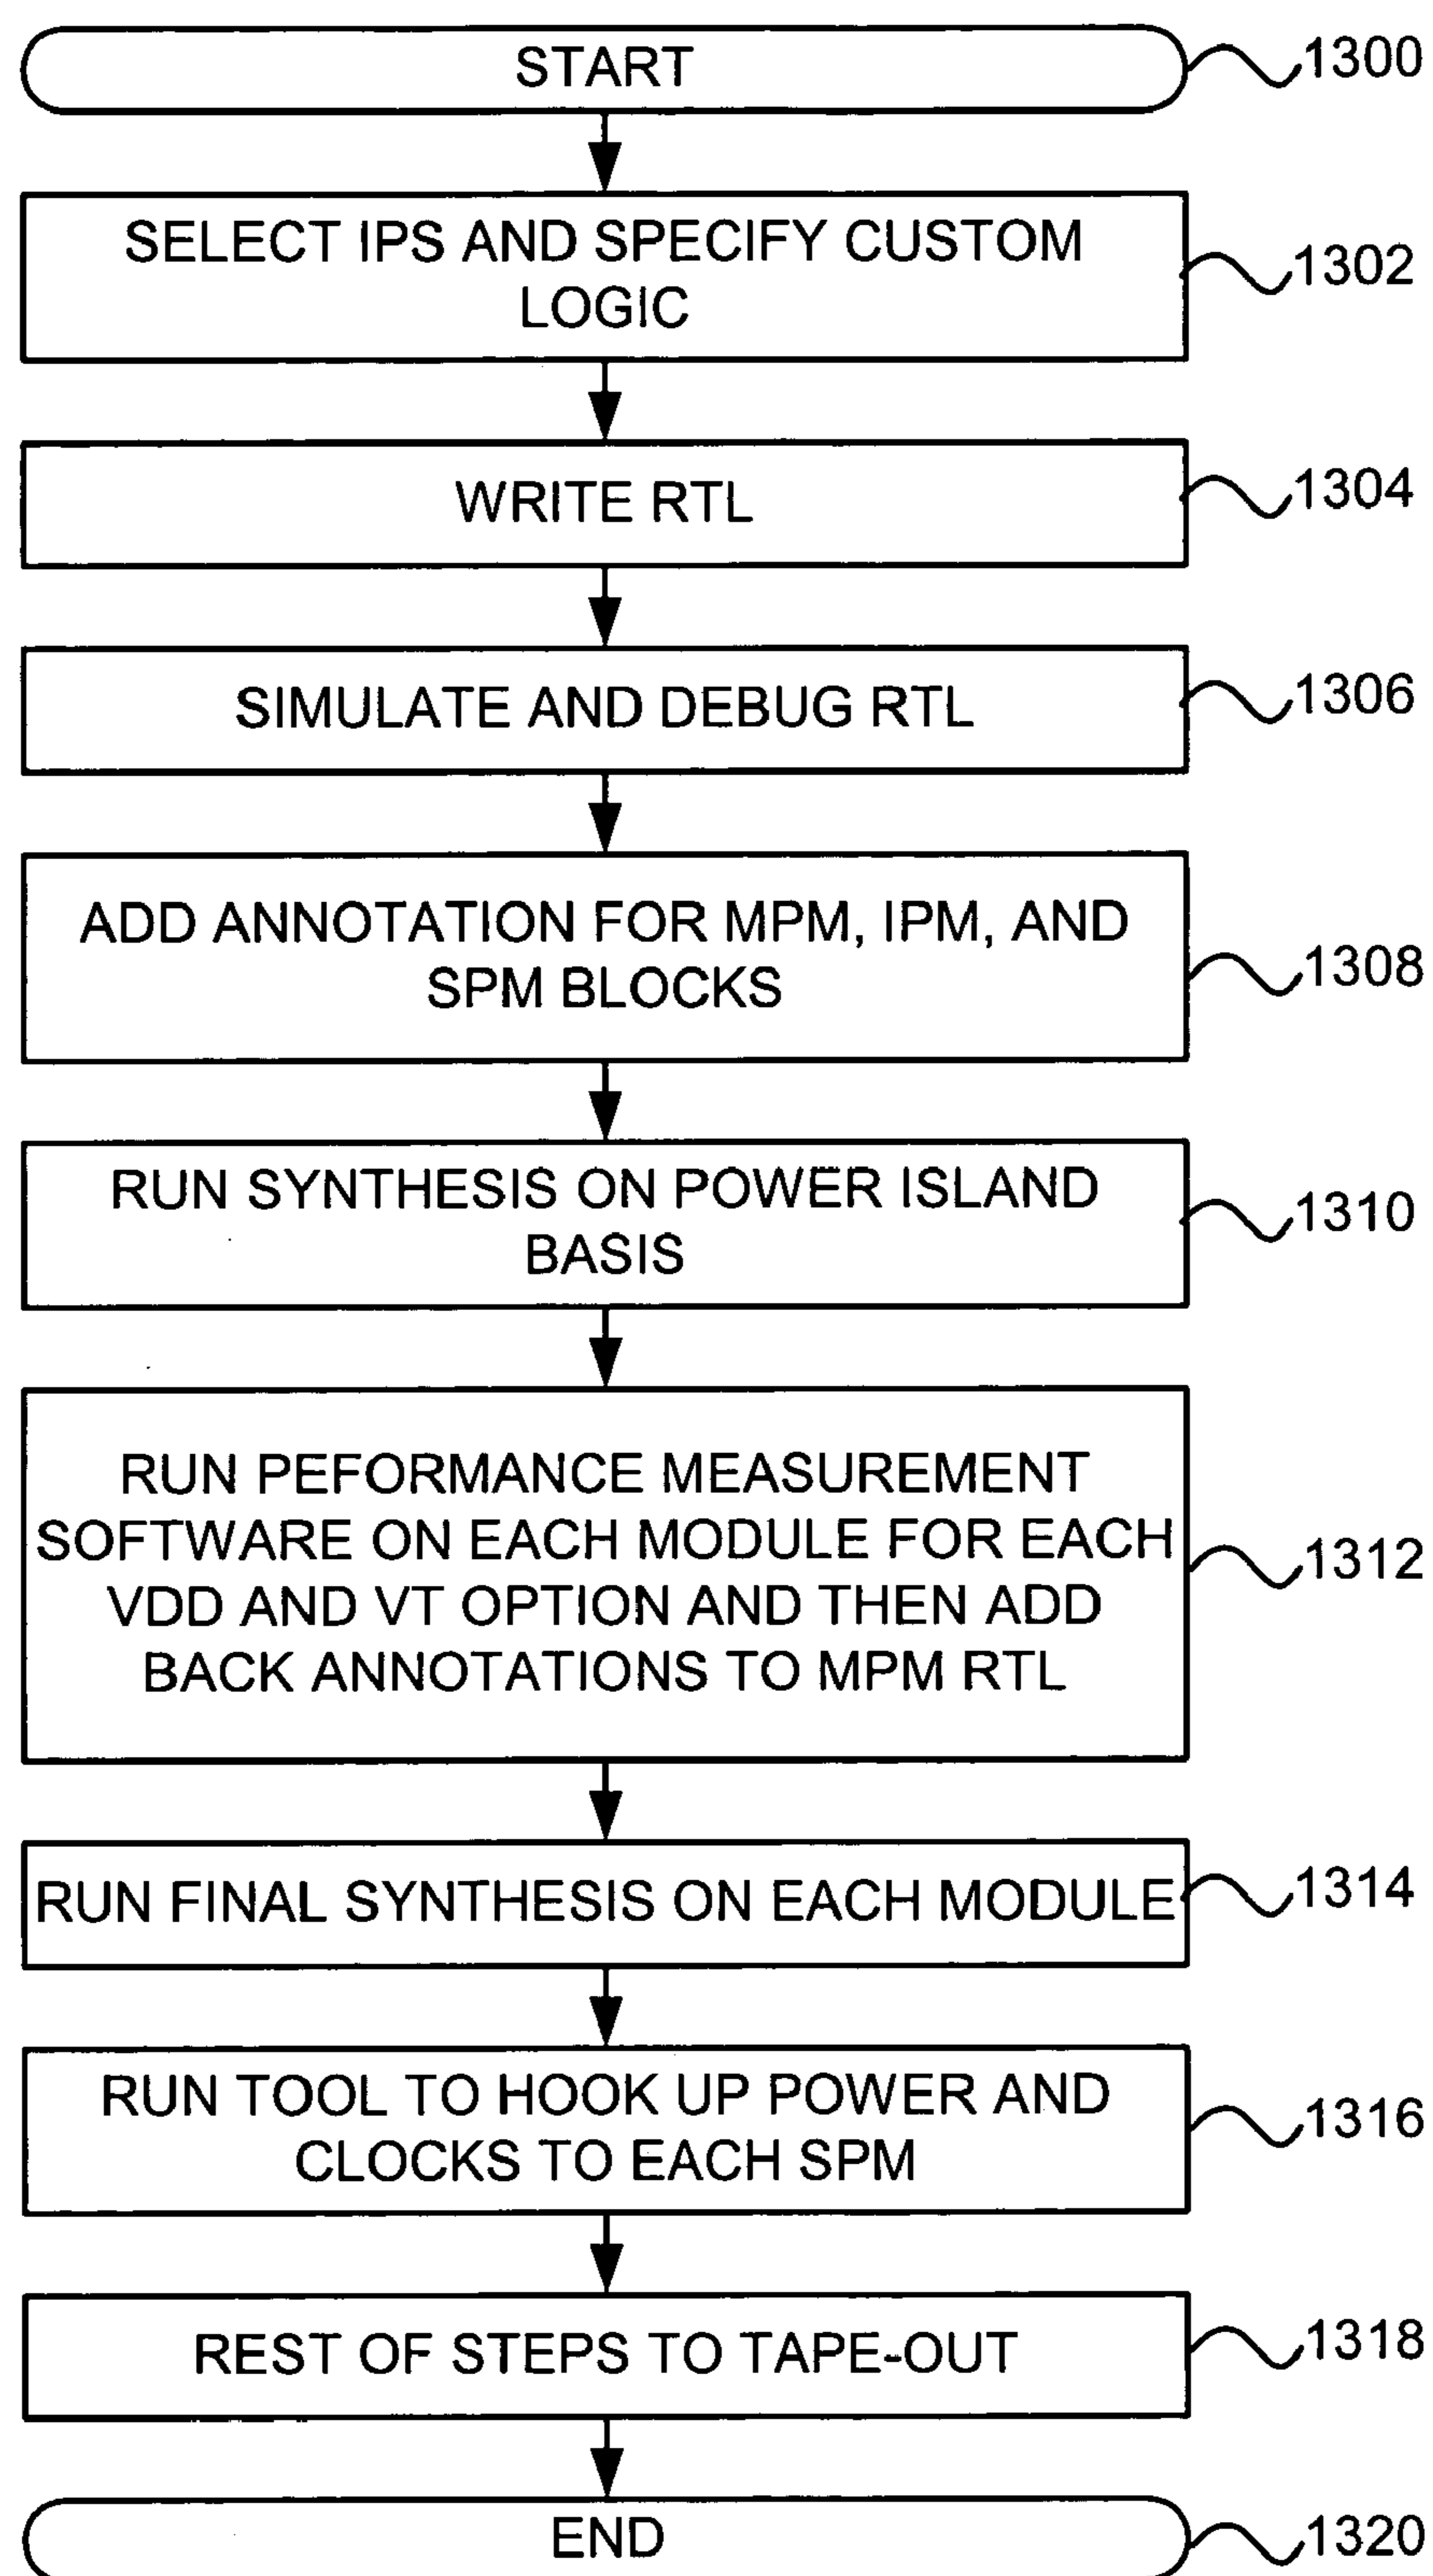 START
1300
SELECT IPS AND SPECIFY CUSTOM
LOGIC
1302
WRITE RTL
1304
SIMULATE AND DEBUG RTL
1306
ADD ANNOTATION FOR MPM, IPM, AND
SPM BLOCKS
1308
RUN SYNTHESIS ON POWER ISLAND
BASIS
1310
RUN PEFORMANCE MEASUREMENT
SOFTWARE ON EACH MODULE FOR EACH
VDD AND VT OPTION AND THEN ADD
BACK ANNOTATIONS TO MPM RTL
1312
RUN FINAL SYNTHESIS ON EACH MODULE
1314
RUN TOOL TO HOOK UP POWER AND
CLOCKS TO EACH SPM
1316
REST OF STEPS TO TAPE-OUT
1318
END
1320